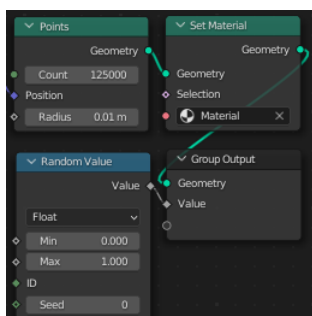 Points
Geometry
Count 125000
Position
Radius 0.01 m
Set Material
Geometry
Geometry
Selection
Material
Random Value
Value
Float
Min 0.000
Max 1.000
ID
Seed 0
Group Output
Geometry
Value